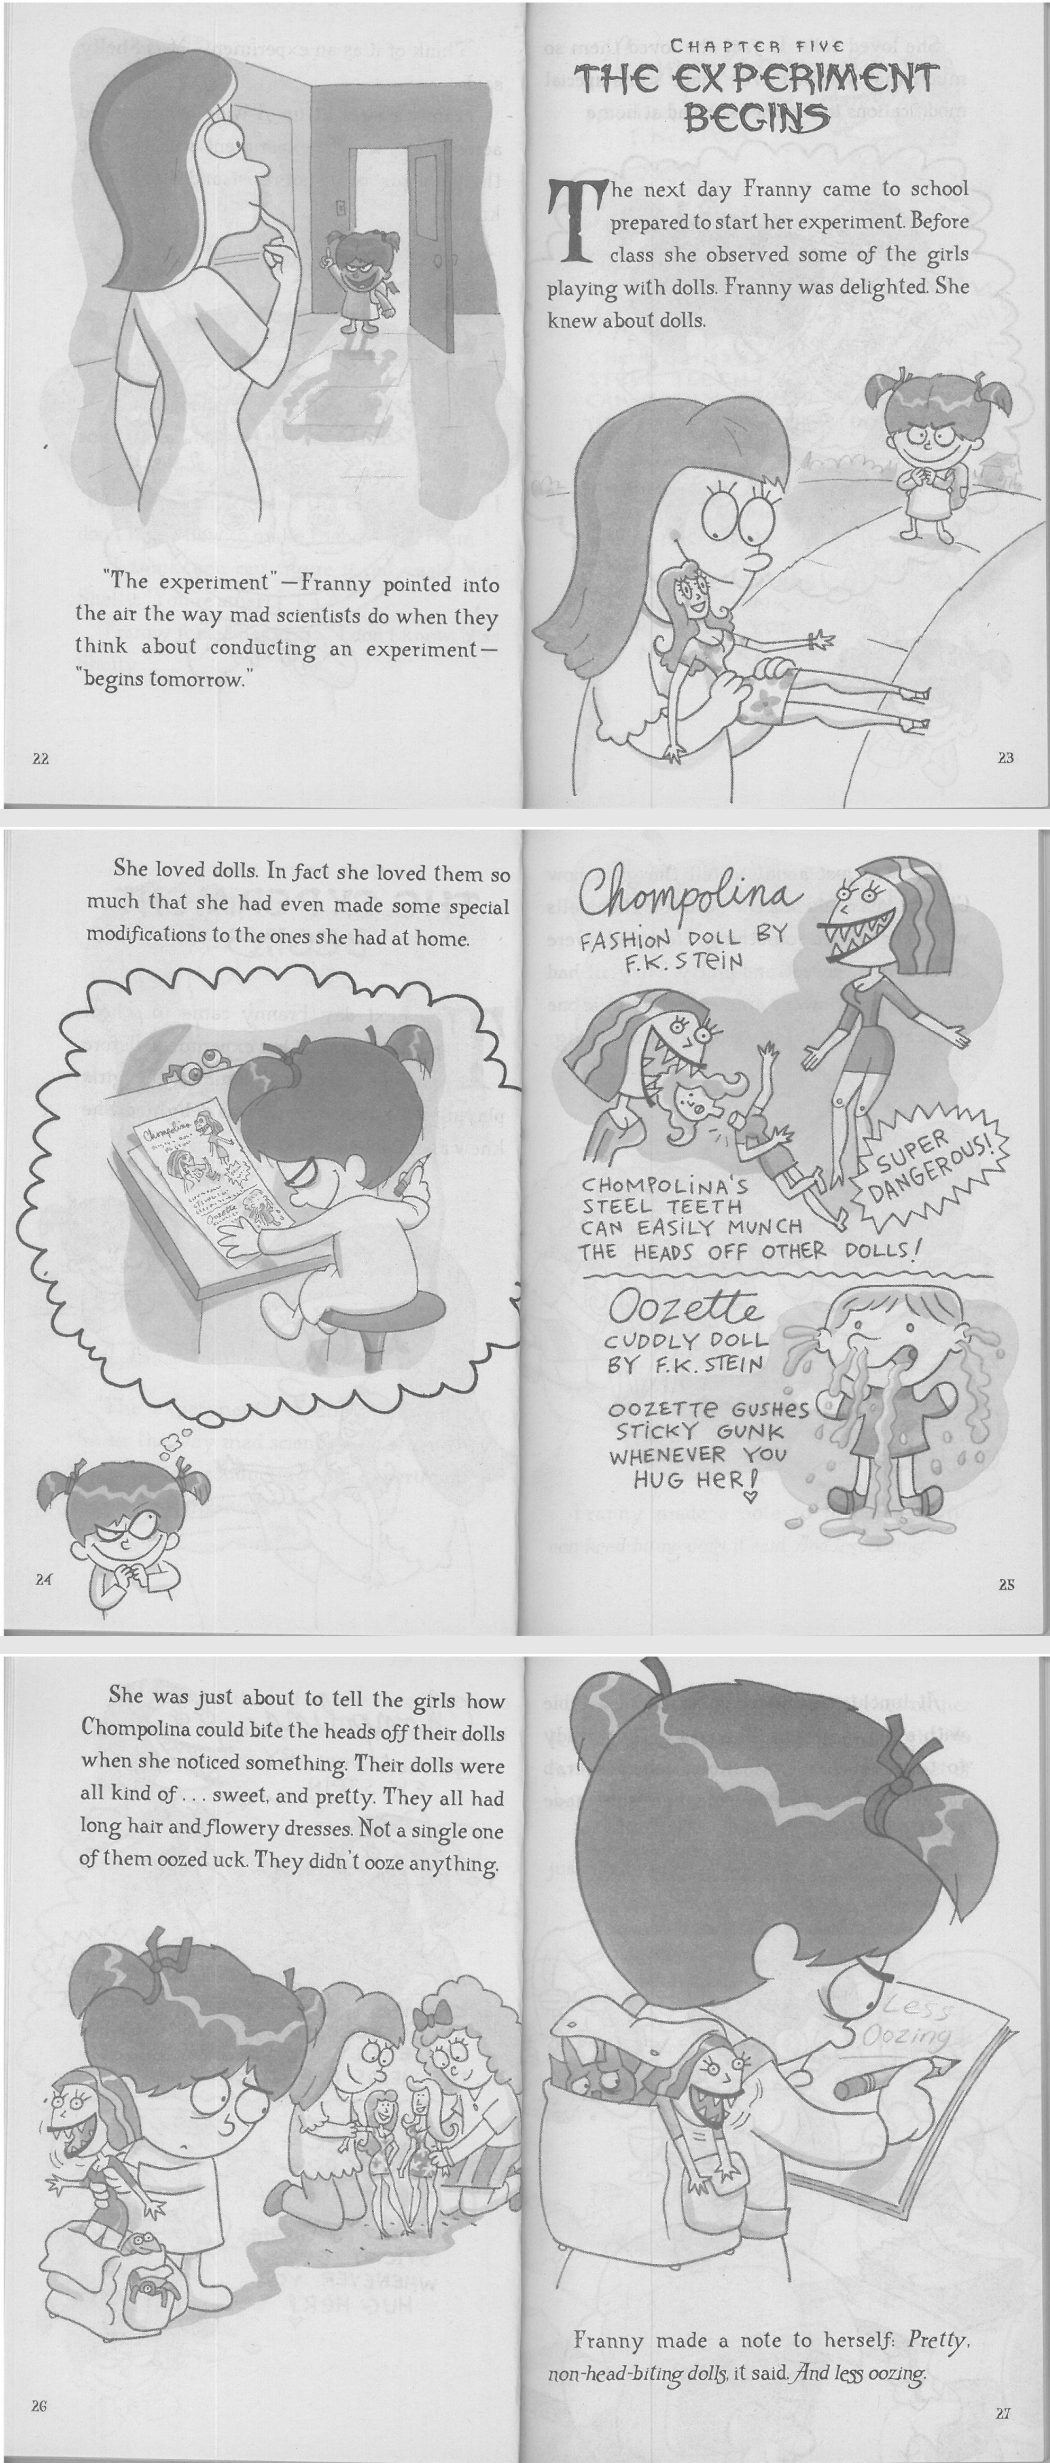 "The experiment"—Franny pointed into
the air the way mad scientists do when they
think about conducting an experiment—
"begins tomorrow."
22
CHAPTER FIVE
THE EXPERIMENT
BEGINS
The next day Franny came to school
prepared to start her experiment. Before
class she observed some of the girls
playing with dolls. Franny was delighted. She
knew about dolls.
23
She loved dolls. In fact she loved them so
much that she had even made some special
modifications to the ones she had at home.
Chompolina
Oozette
24
Chompolina
FASHION DOLL BY
F.K. STEIN
SUPER
DANGEROUS!
CHOMPOLINA'S
STEEL TEETH
CAN EASILY MUNCH
THE HEADS OFF OTHER DOLLS!
Oozette
CUDDLY DOLL
BY F.K. STEIN
OOZETTE GUSHES
STICKY GUNK
WHENEVER YOU
HUG HER!
25
She was just about to tell the girls how
Chompolina could bite the heads off their dolls
when she noticed something. Their dolls were
all kind of . . . sweet, and pretty. They all had
long hair and flowery dresses. Not a single one
of them oozed uck. They didn't ooze anything.
26
Less
Oozing
Franny made a note to herself: Pretty,
non-head-biting dolls, it said. And less oozing.
27